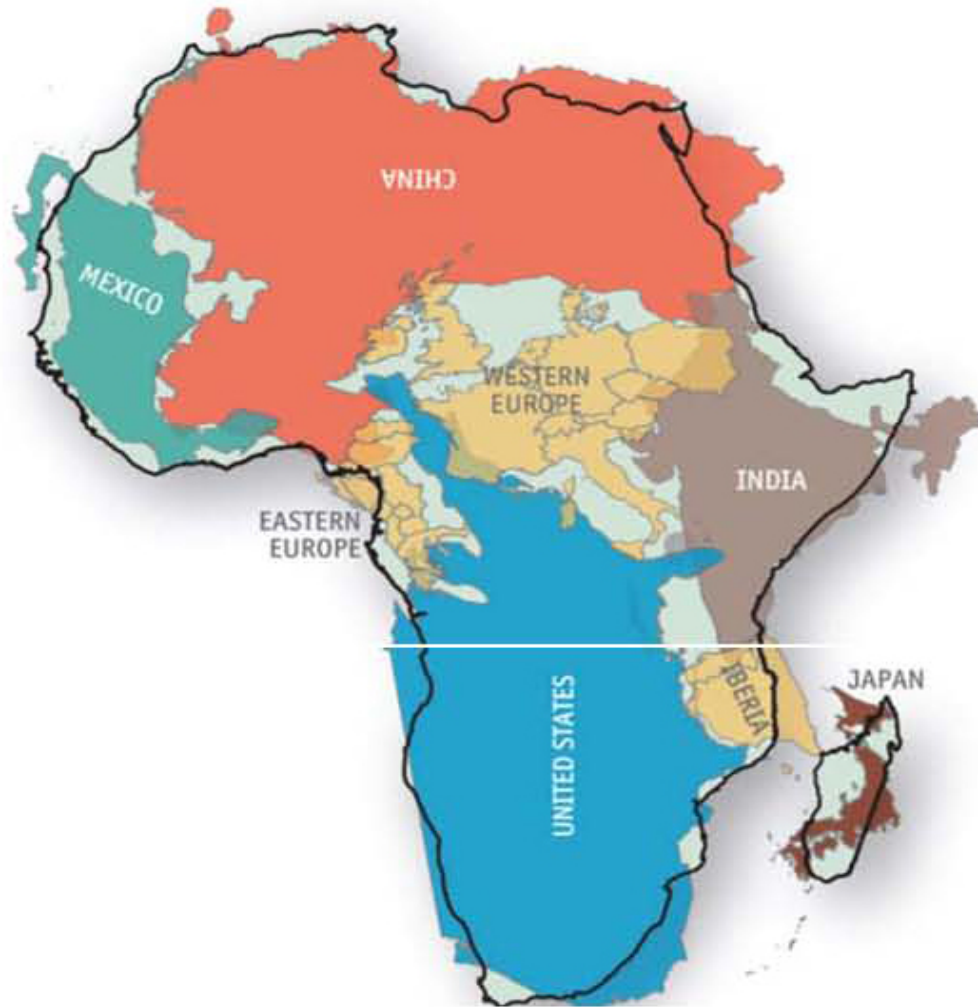 CHINA
MEXICO
WESTERN
EUROPE
INDIA
EASTERN
EUROPE
IBERIA
JAPAN
UNITED STATES